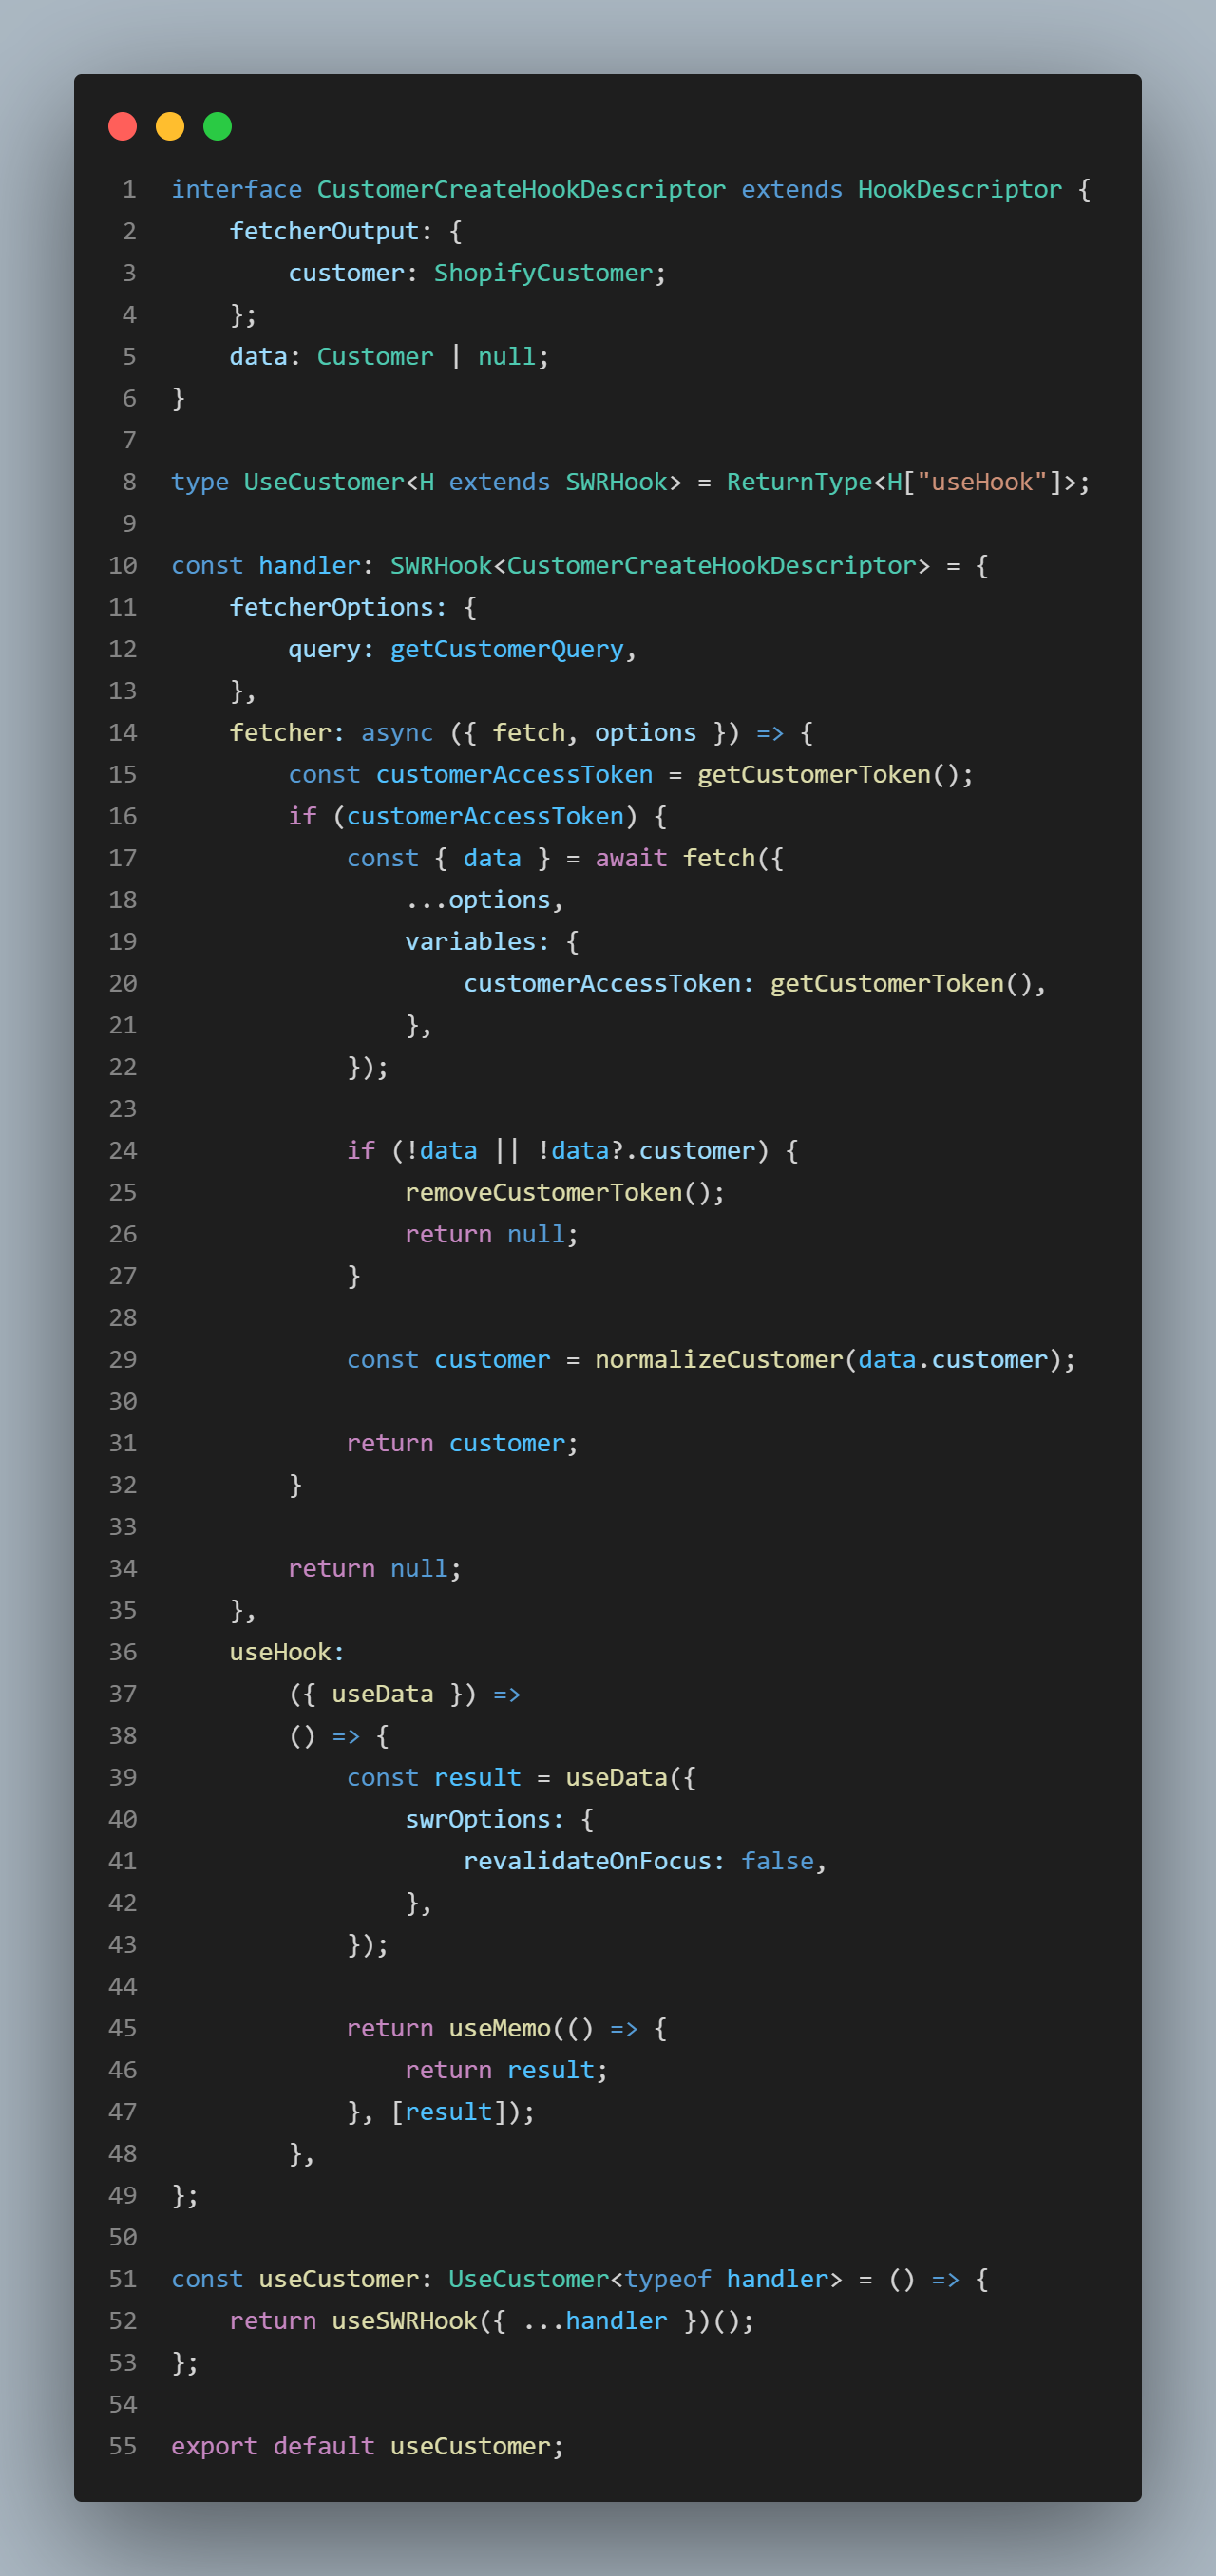 1 interface CustomerCreateHookDescriptor extends HookDescriptor {
2     fetcherOutput: {
3         customer: ShopifyCustomer;
4     };
5     data: Customer | null;
6 }
7
8 type UseCustomer<H extends SWRHook> = ReturnType<H["useHook"]>;
9
10 const handler: SWRHook<CustomerCreateHookDescriptor> = {
11     fetcherOptions: {
12         query: getCustomerQuery,
13     },
14     fetcher: async ({ fetch, options }) => {
15         const customerAccessToken = getCustomerToken();
16         if (customerAccessToken) {
17             const { data } = await fetch({
18                 ...options,
19                 variables: {
20                     customerAccessToken: getCustomerToken(),
21                 },
22             });
23
24             if (!data || !data?.customer) {
25                 removeCustomerToken();
26                 return null;
27             }
28
29             const customer = normalizeCustomer(data.customer);
30
31             return customer;
32         }
33
34         return null;
35     },
36     useHook:
37         ({ useData }) =>
38         () => {
39             const result = useData({
40                 swrOptions: {
41                     revalidateOnFocus: false,
42                 },
43             });
44
45             return useMemo(() => {
46                 return result;
47             }, [result]);
48         },
49 };
50
51 const useCustomer: UseCustomer<typeof handler> = () => {
52     return useSWRHook({ ...handler })();
53 };
54
55 export default useCustomer;